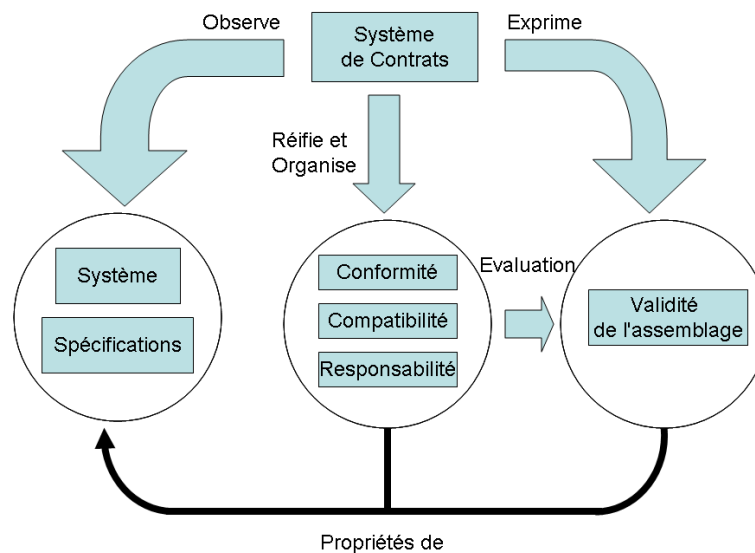 Observe
Système
de Contrats
Exprime
Réifie et
Organise
Système
Spécifications
Conformité
Compatibilité
Responsabilité
Evaluation
Validité
de l'assemblage
Propriétés de